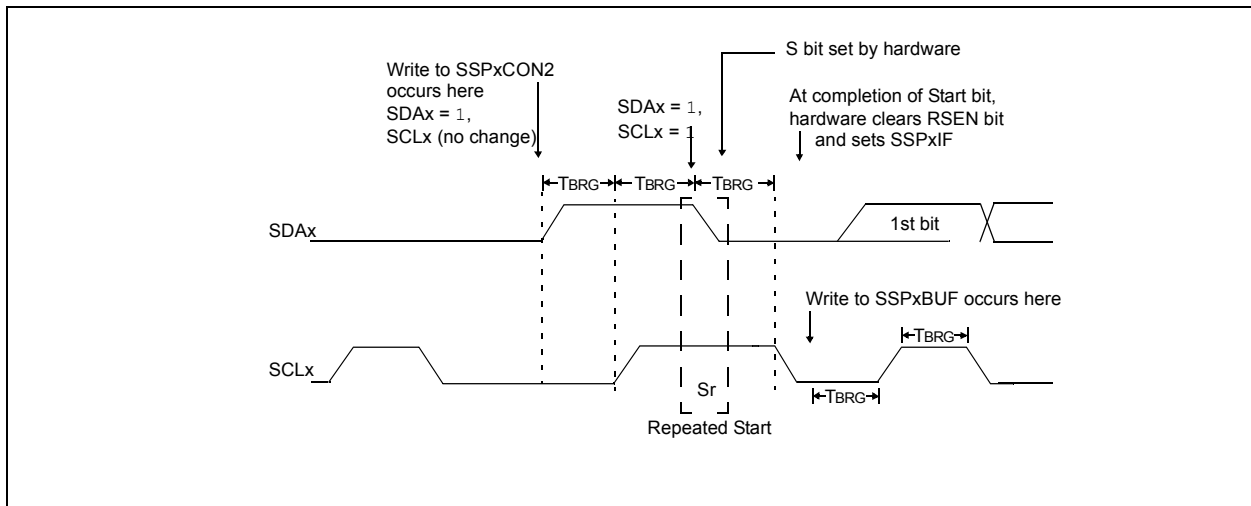 S bit set by hardware
Write to SSPxCON2
occurs here
SDAx = 1,
SCLx (no change)
SDAx = 1,
SCLx = 1
At completion of Start bit,
hardware clears RSEN bit
and sets SSPxIF
TBRG TBRG TBRG
SDAx
1st bit
Write to SSPxBUF occurs here
TBRG
SCLx
Sr
TBRG
Repeated Start